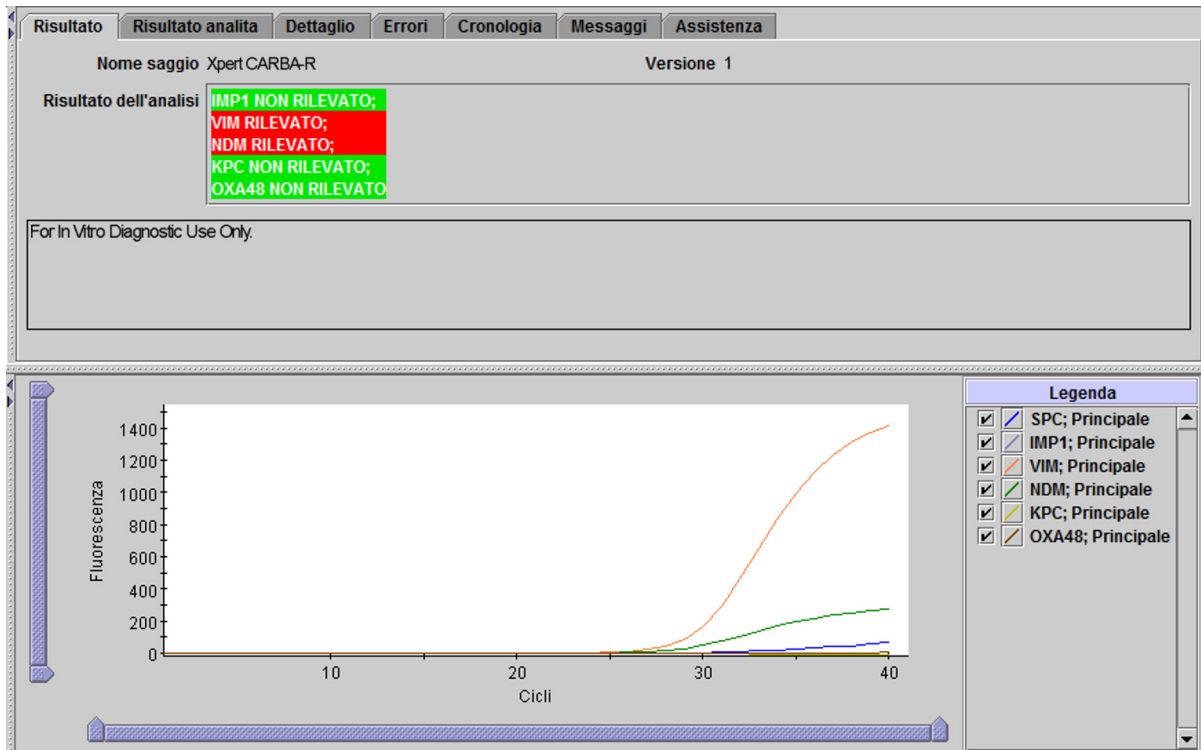 Risultato Risultato analita Dettaglio Errori Cronologia Messaggi Assistenza
Nome saggio Xpert CARBA-R Versione 1
Risultato dell'analisi IMP1 NON RILEVATO;
VIM RILEVATO;
NDM RILEVATO;
KPC NON RILEVATO;
OXA48 NON RILEVATO
For In Vitro Diagnostic Use Only.
Legenda
SPC; Principale
IMP1; Principale
VIM; Principale
NDM; Principale
KPC; Principale
OXA48; Principale
Fluorescenza
1400
1200
1000
800
600
400
200
0
10 20 30 40
Cicli